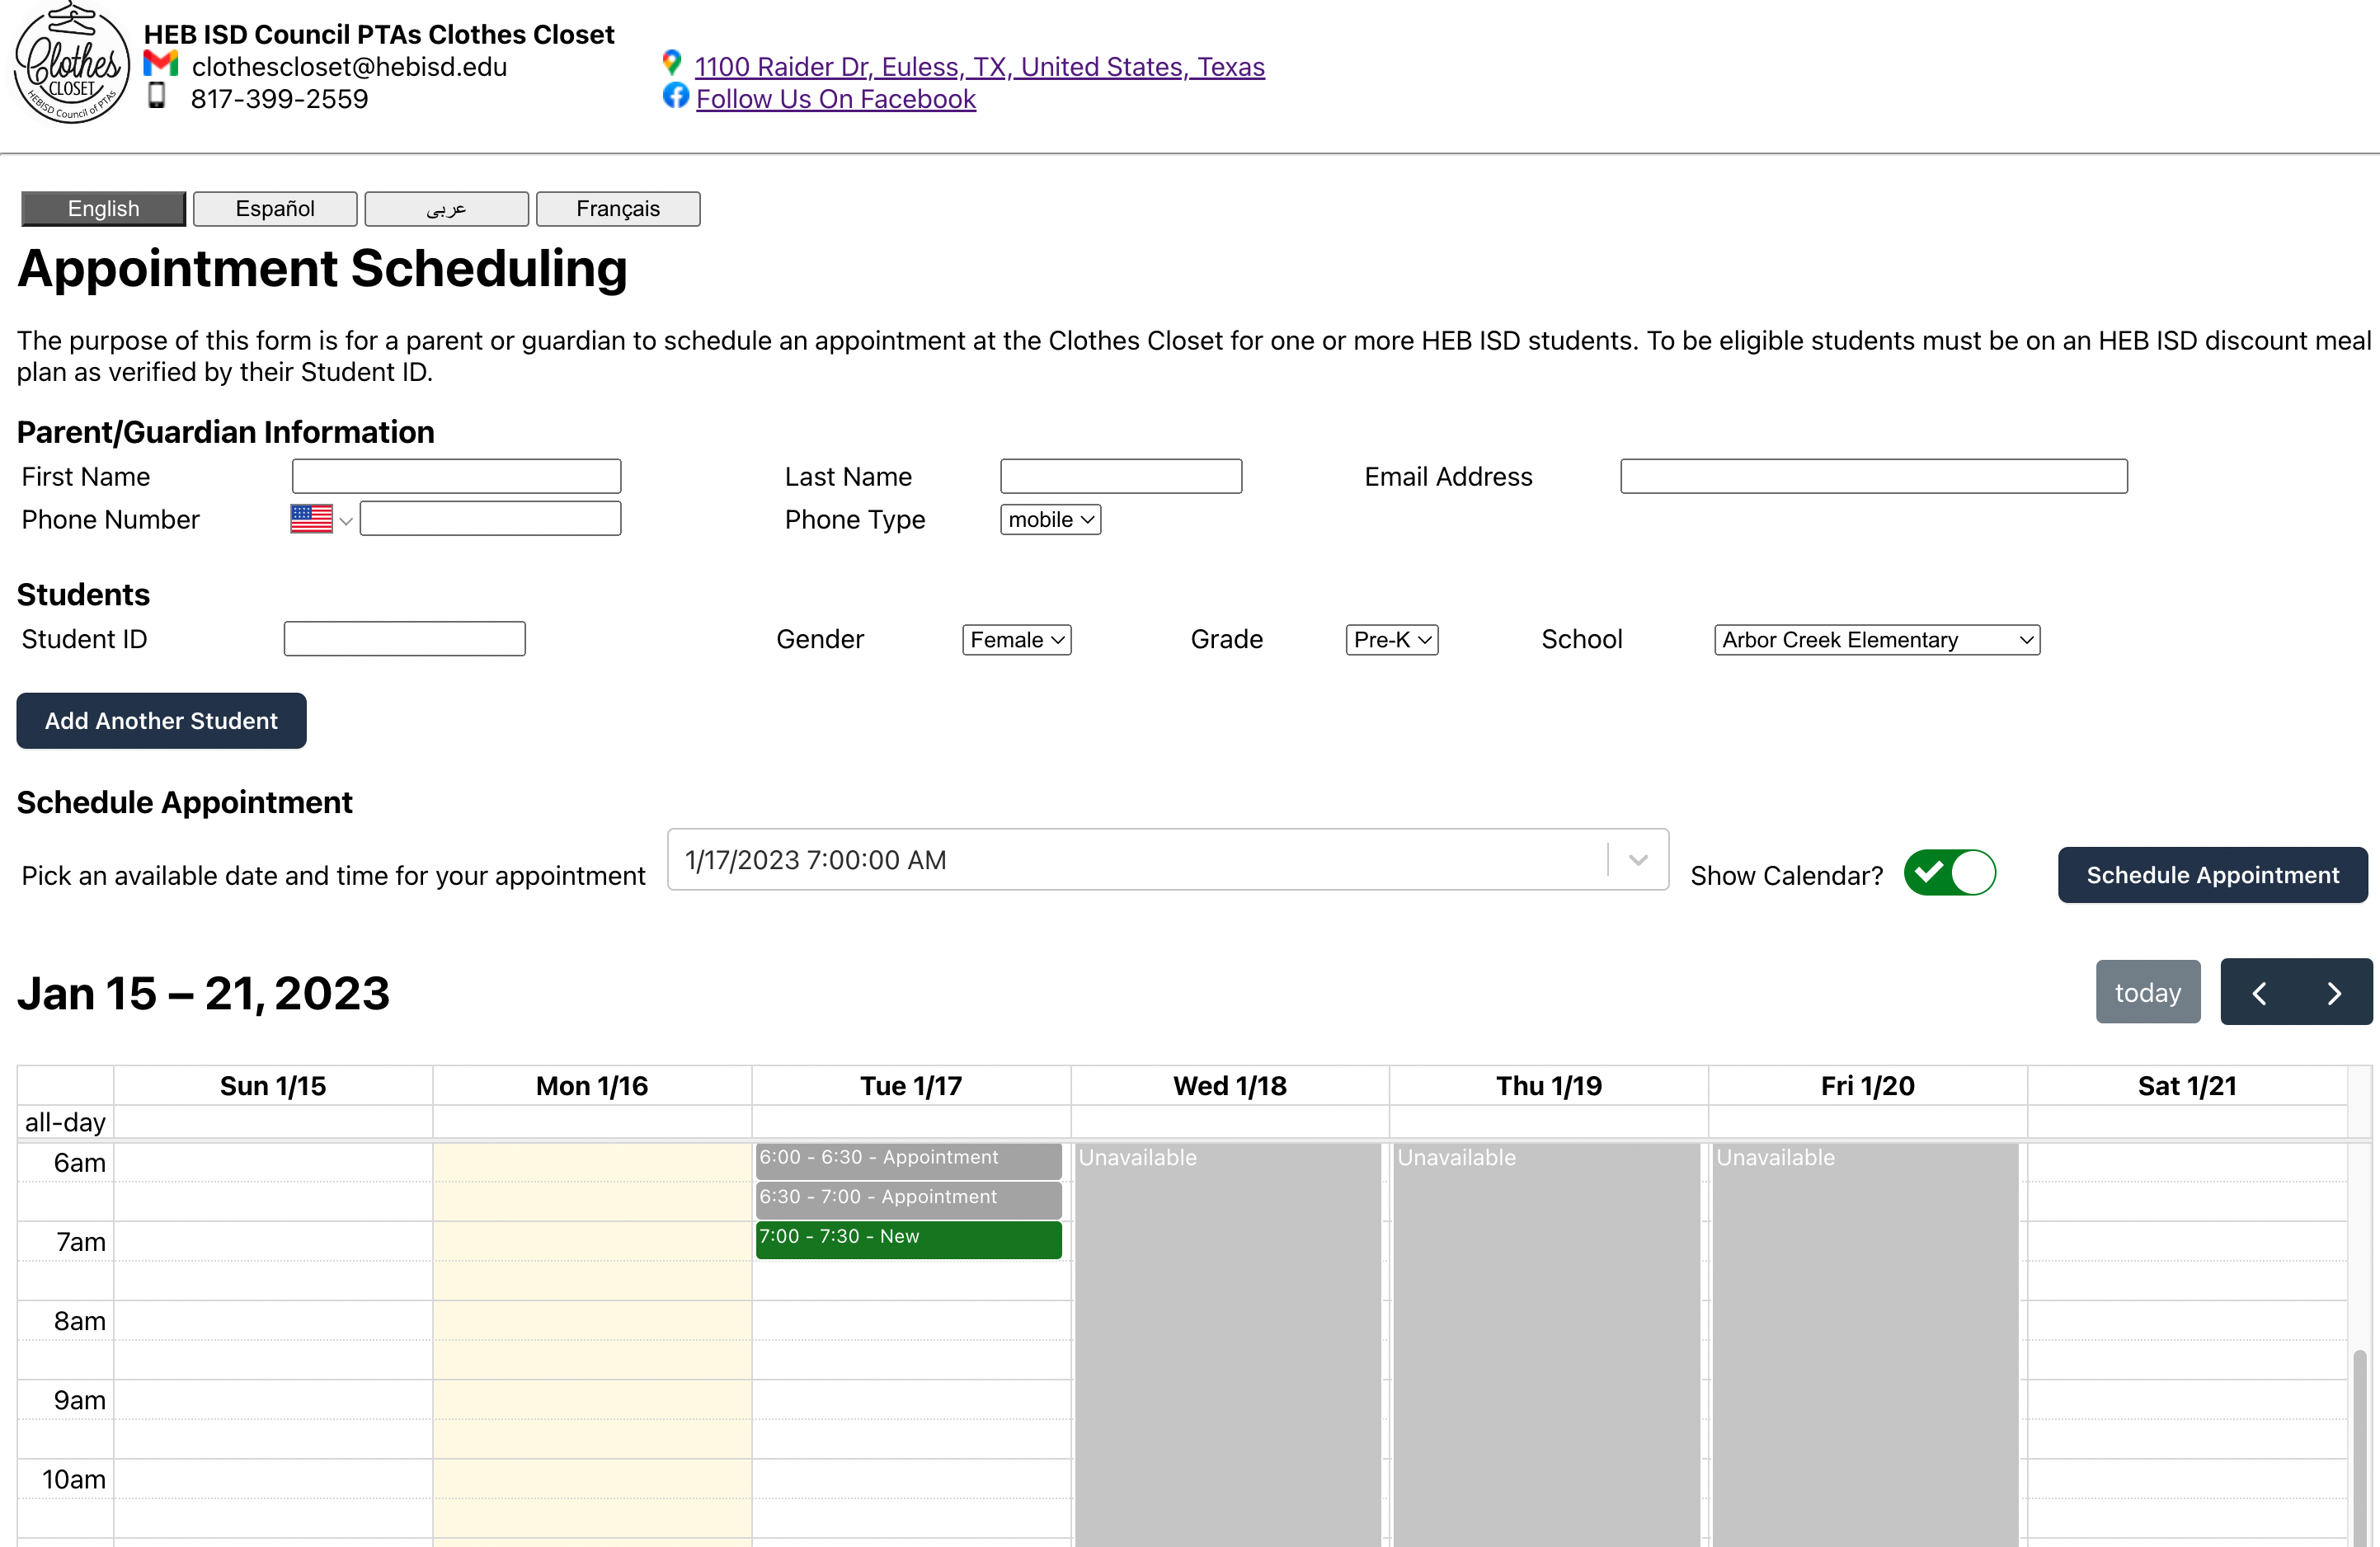 Clothes
CLOSET
HEBISD Council of PTAs
HEB ISD Council PTAs Clothes Closet
clothescloset@hebisd.edu
817-399-2559
1100 Raider Dr, Euless, TX, United States, Texas
Follow Us On Facebook
English Español عربى Français
Appointment Scheduling
The purpose of this form is for a parent or guardian to schedule an appointment at the Clothes Closet for one or more HEB ISD students. To be eligible students must be on an HEB ISD discount meal
plan as verified by their Student ID.
Parent/Guardian Information
First Name Last Name Email Address
Phone Number Phone Type mobile
Students
Student ID Gender Female Grade Pre-K School Arbor Creek Elementary
Add Another Student
Schedule Appointment
Pick an available date and time for your appointment 1/17/2023 7:00:00 AM Show Calendar? Schedule Appointment
Jan 15 – 21, 2023 today
Sun 1/15 Mon 1/16 Tue 1/17 Wed 1/18 Thu 1/19 Fri 1/20 Sat 1/21
all-day
6am 6:00 - 6:30 - Appointment Unavailable Unavailable Unavailable
6:30 - 7:00 - Appointment
7am 7:00 - 7:30 - New
8am
9am
10am